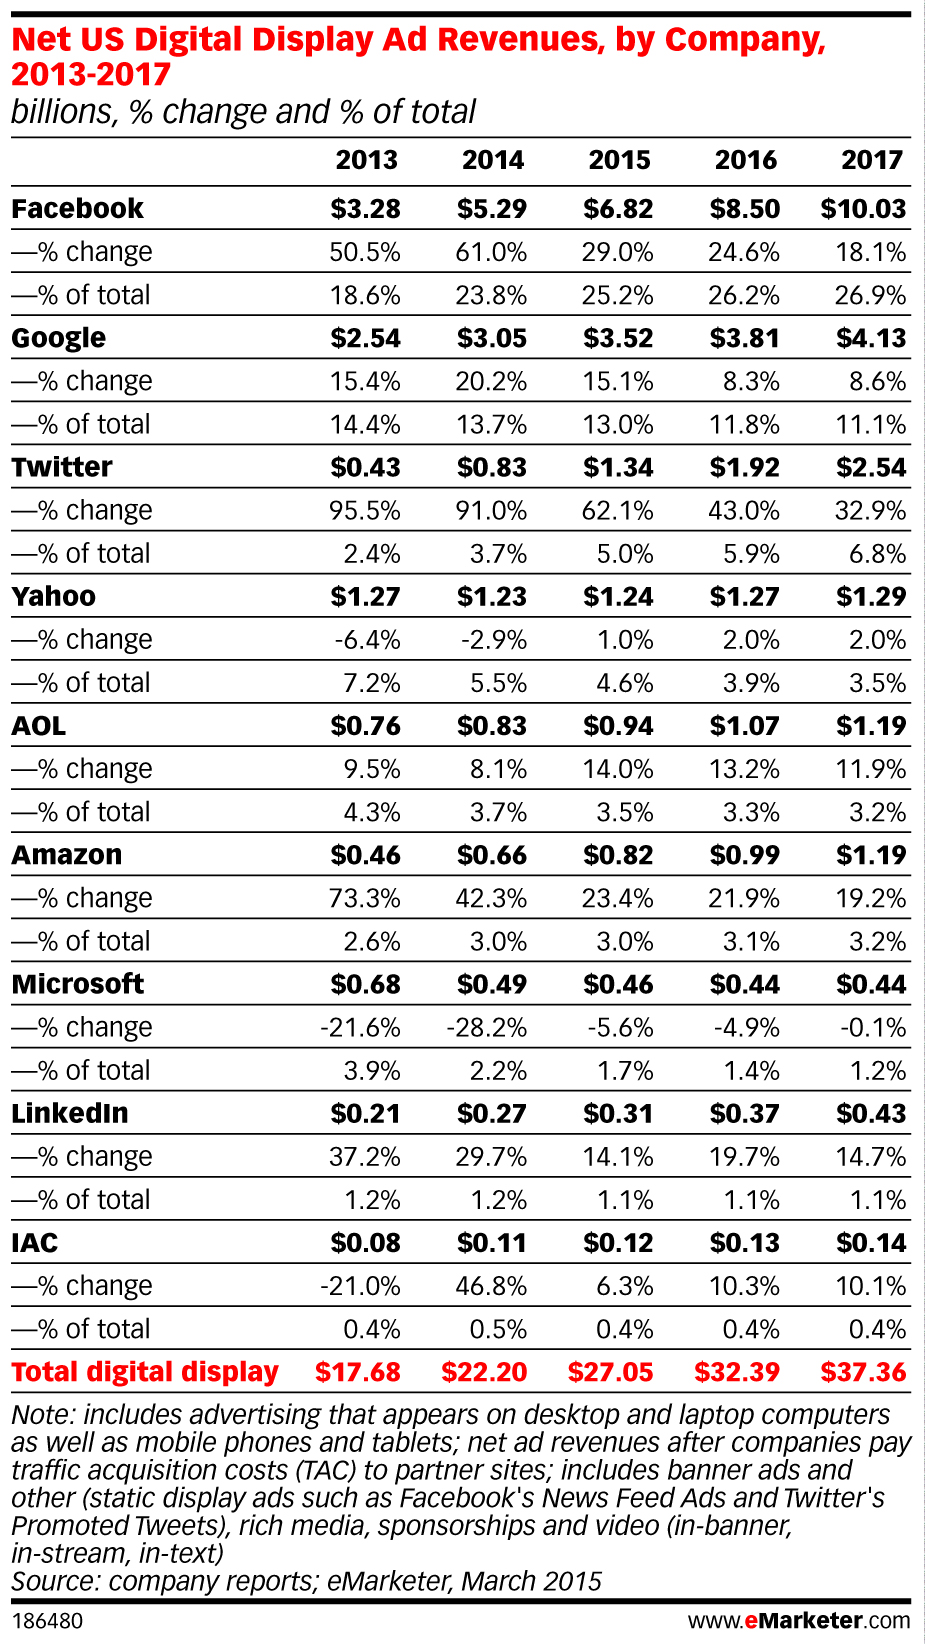 Net US Digital Display Ad Revenues, by Company,
2013-2017
billions, % change and % of total
2013 2014 2015 2016 2017
Facebook $3.28 $5.29 $6.82 $8.50 $10.03
—% change 50.5% 61.0% 29.0% 24.6% 18.1%
—% of total 18.6% 23.8% 25.2% 26.2% 26.9%
Google $2.54 $3.05 $3.52 $3.81 $4.13
—% change 15.4% 20.2% 15.1% 8.3% 8.6%
—% of total 14.4% 13.7% 13.0% 11.8% 11.1%
Twitter $0.43 $0.83 $1.34 $1.92 $2.54
—% change 95.5% 91.0% 62.1% 43.0% 32.9%
—% of total 2.4% 3.7% 5.0% 5.9% 6.8%
Yahoo $1.27 $1.23 $1.24 $1.27 $1.29
—% change -6.4% -2.9% 1.0% 2.0% 2.0%
—% of total 7.2% 5.5% 4.6% 3.9% 3.5%
AOL $0.76 $0.83 $0.94 $1.07 $1.19
—% change 9.5% 8.1% 14.0% 13.2% 11.9%
—% of total 4.3% 3.7% 3.5% 3.3% 3.2%
Amazon $0.46 $0.66 $0.82 $0.99 $1.19
—% change 73.3% 42.3% 23.4% 21.9% 19.2%
—% of total 2.6% 3.0% 3.0% 3.1% 3.2%
Microsoft $0.68 $0.49 $0.46 $0.44 $0.44
—% change -21.6% -28.2% -5.6% -4.9% -0.1%
—% of total 3.9% 2.2% 1.7% 1.4% 1.2%
LinkedIn $0.21 $0.27 $0.31 $0.37 $0.43
—% change 37.2% 29.7% 14.1% 19.7% 14.7%
—% of total 1.2% 1.2% 1.1% 1.1% 1.1%
IAC $0.08 $0.11 $0.12 $0.13 $0.14
—% change -21.0% 46.8% 6.3% 10.3% 10.1%
—% of total 0.4% 0.5% 0.4% 0.4% 0.4%
Total digital display $17.68 $22.20 $27.05 $32.39 $37.36
Note: includes advertising that appears on desktop and laptop computers
as well as mobile phones and tablets; net ad revenues after companies pay
traffic acquisition costs (TAC) to partner sites; includes banner ads and
other (static display ads such as Facebook's News Feed Ads and Twitter's
Promoted Tweets), rich media, sponsorships and video (in-banner,
in-stream, in-text)
Source: company reports; eMarketer, March 2015
186480 www.eMarketer.com